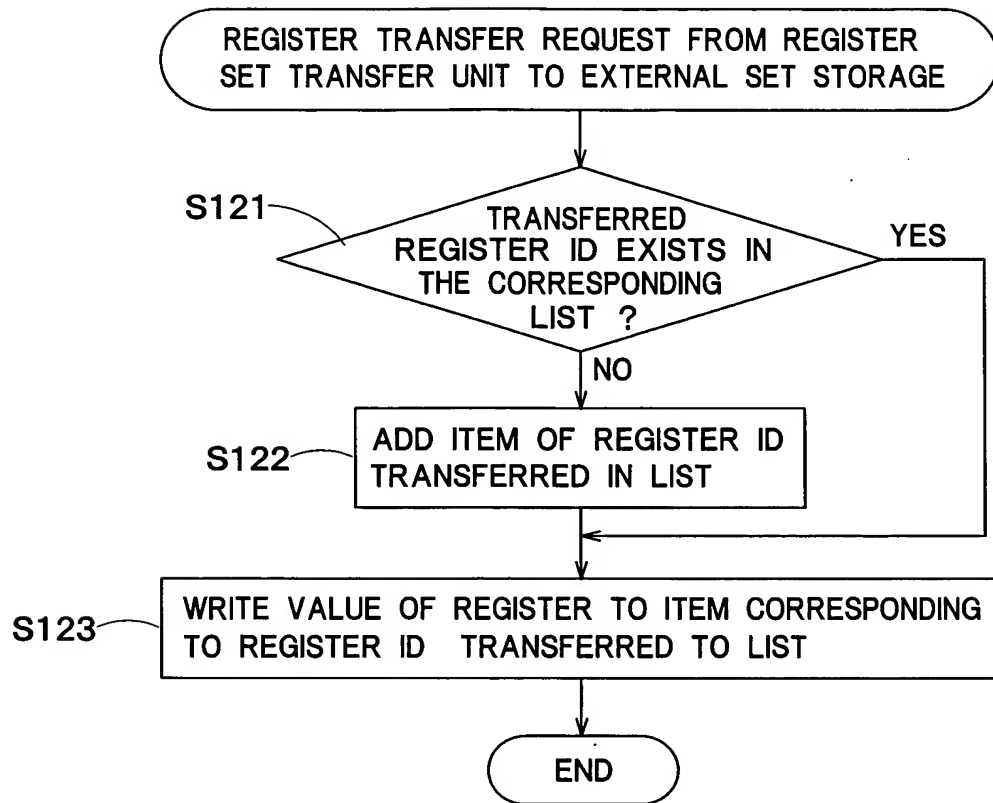 REGISTER TRANSFER REQUEST FROM REGISTER
SET TRANSFER UNIT TO EXTERNAL SET STORAGE
S121
TRANSFERRED
REGISTER ID EXISTS IN
THE CORRESPONDING
LIST ?
YES
NO
S122
ADD ITEM OF REGISTER ID
TRANSFERRED IN LIST
S123
WRITE VALUE OF REGISTER TO ITEM CORRESPONDING
TO REGISTER ID TRANSFERRED TO LIST
END